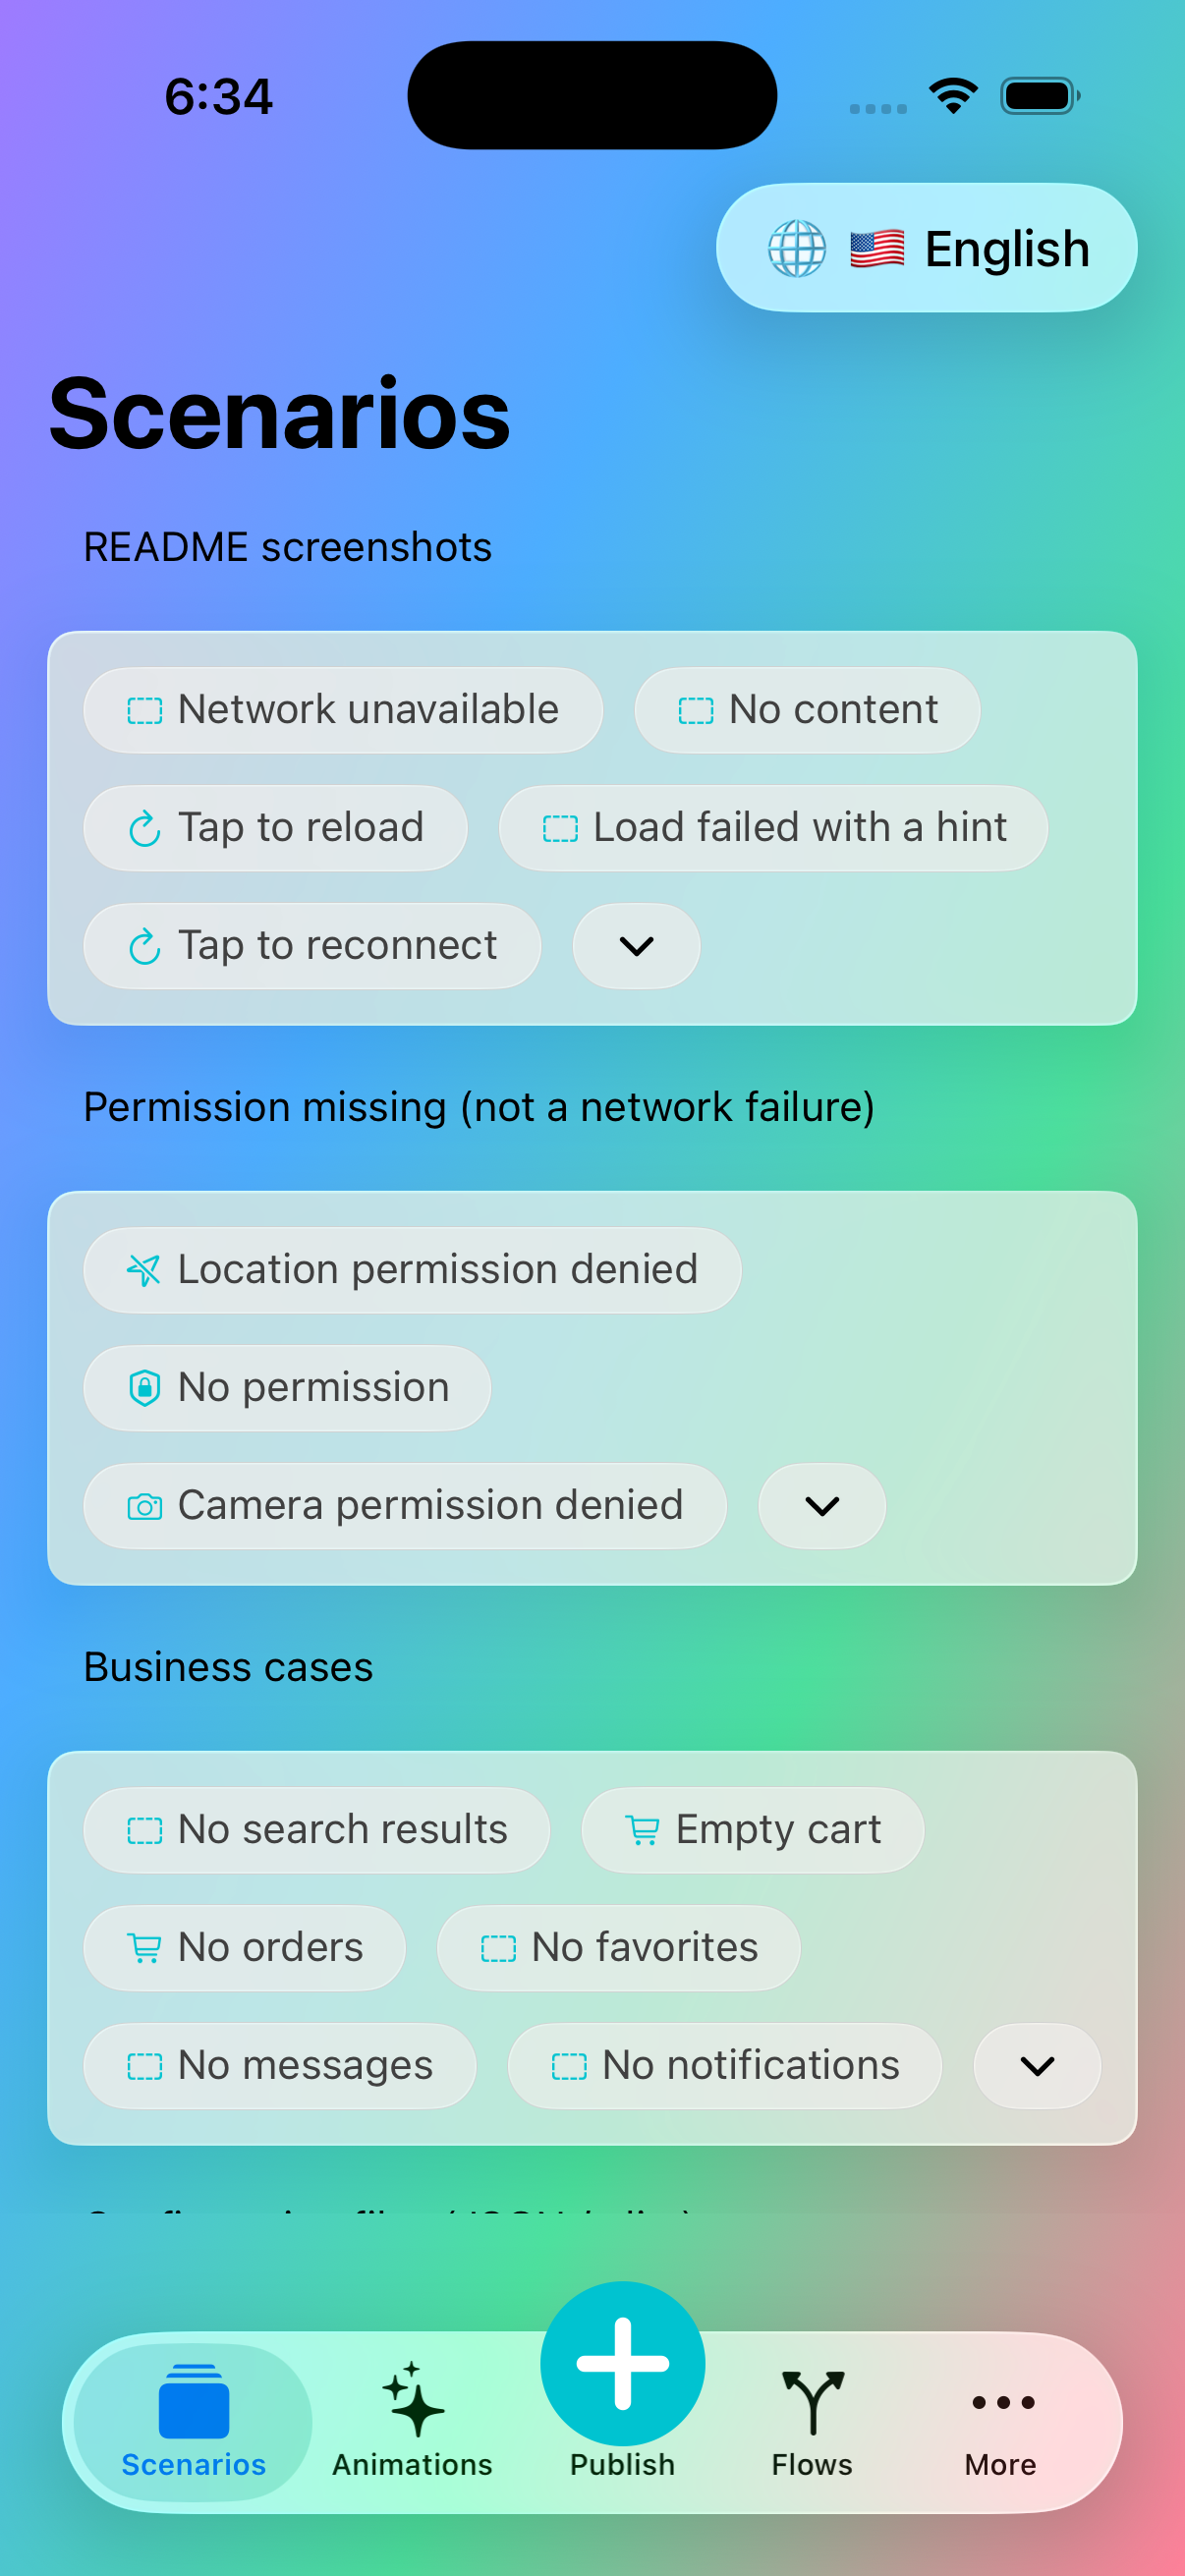 6:34
English
Scenarios
README screenshots
Network unavailable
No content
Tap to reload
Load failed with a hint
Tap to reconnect
Permission missing (not a network failure)
Location permission denied
No permission
Camera permission denied
Business cases
No search results
Empty cart
No orders
No favorites
No messages
No notifications
Scenarios
Animations
Publish
Flows
More